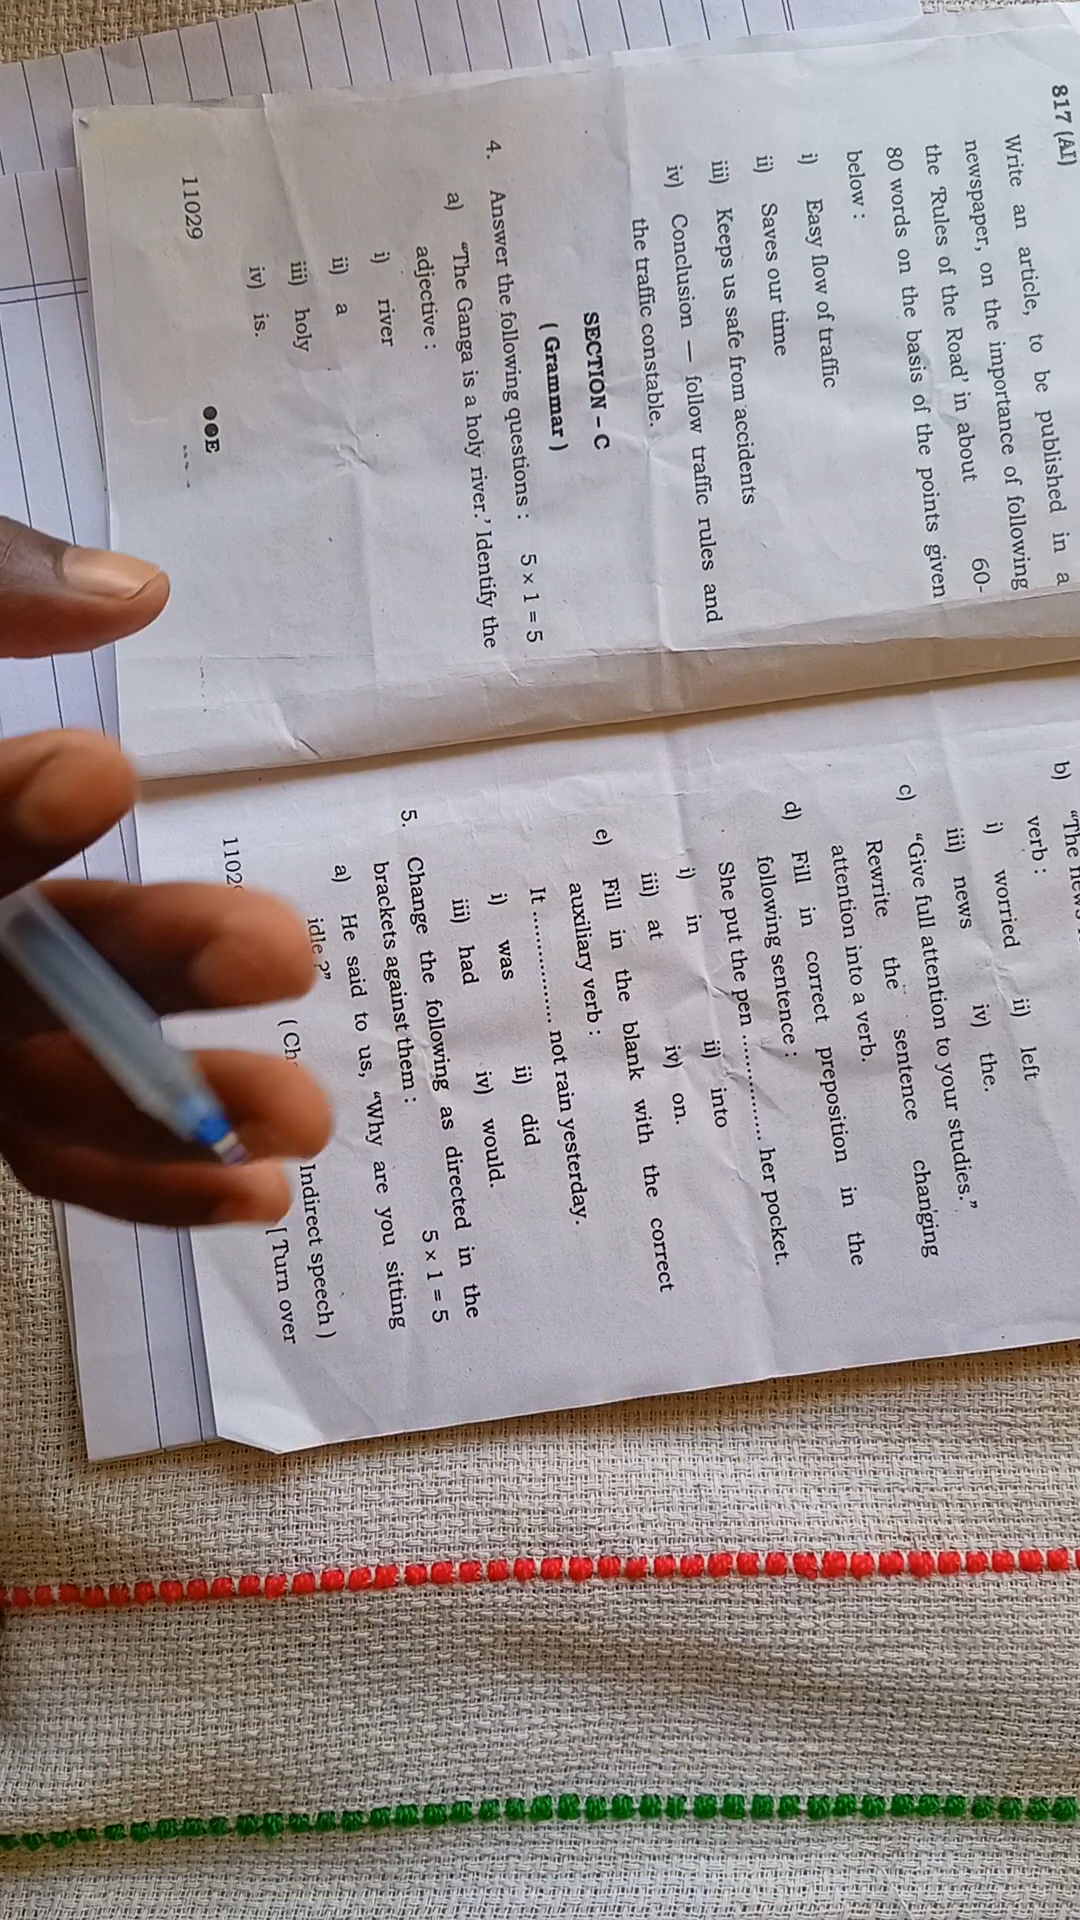 817 (AI)
Write an article, to be published in a
newspaper, on the importance of following
the 'Rules of the Road' in about 60-
80 words on the basis of the points given
below :
i) Easy flow of traffic
ii) Saves our time
iii) Keeps us safe from accidents
iv) Conclusion — follow traffic rules and
the traffic constable.
SECTION – C
( Grammar )
4. Answer the following questions : 5 × 1 = 5
a) “The Ganga is a holy river.’ Identify the
adjective :
i) river
ii) a
iii) holy
iv) is.
11029 ●●E
b) “The news
verb :
i) worried ii) left
iii) news iv) the.
c) “Give full attention to your studies.”
Rewrite the sentence changing
attention into a verb.
d) Fill in correct preposition in the
following sentence :
She put the pen ............... her pocket.
i) in ii) into
iii) at iv) on.
e) Fill in the blank with the correct
auxiliary verb :
It ............... not rain yesterday.
i) was ii) did
iii) had iv) would.
5. Change the following as directed in the
brackets against them : 5 × 1 = 5
a) He said to us, “Why are you sitting
idle ?”
( Ch Indirect speech )
1102 [ Turn over